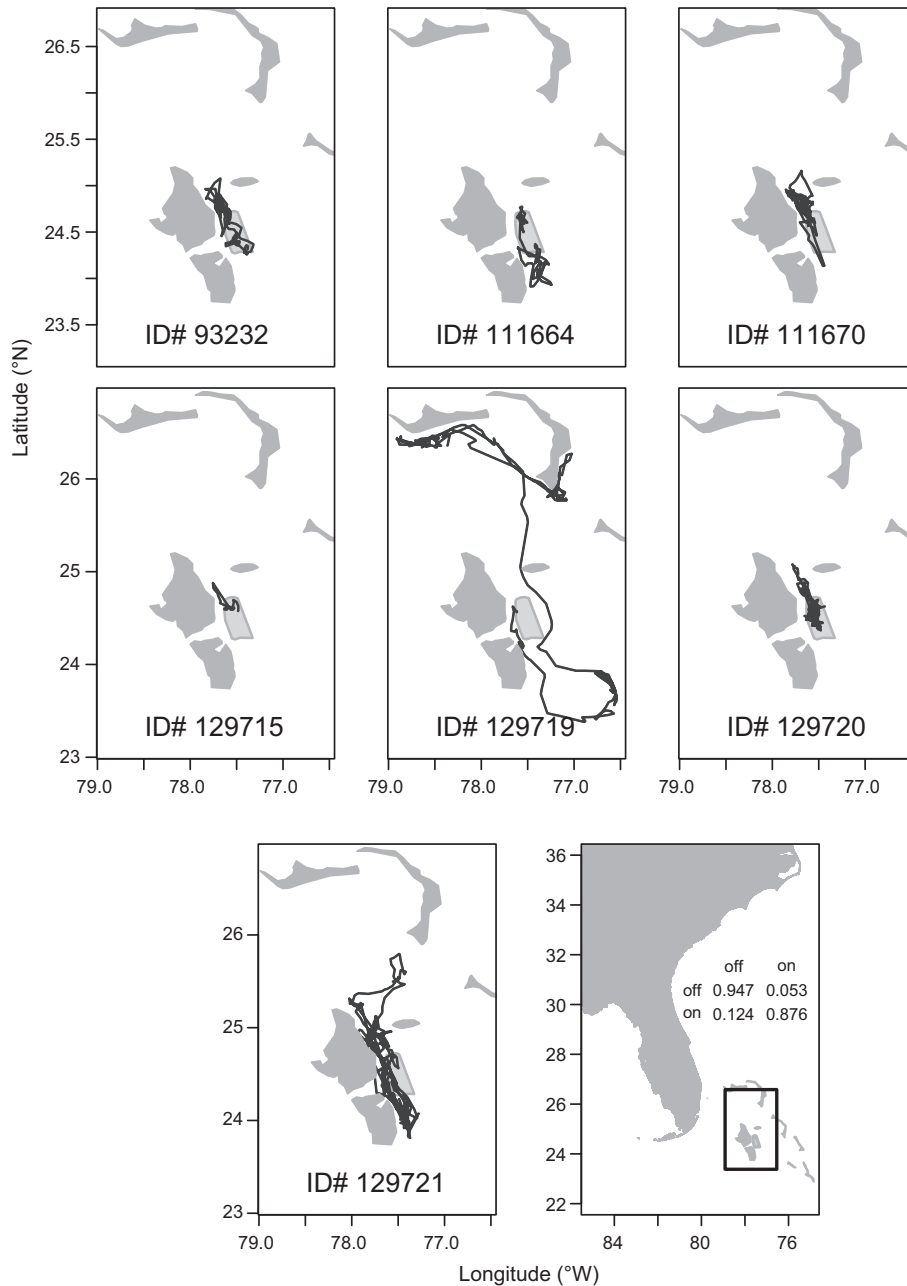 26.5
25.5
24.5
23.5
ID# 93232
ID# 111664
ID# 111670
Latitude (°N)
26
25
24
23
ID# 129715
ID# 129719
ID# 129720
79.0 78.0 77.0
79.0 78.0 77.0
79.0 78.0 77.0
26
25
24
23
ID# 129721
79.0 78.0 77.0
36
34
32
30
28
26
24
22
off on
off 0.947 0.053
on 0.124 0.876
84 80 76
Longitude (°W)